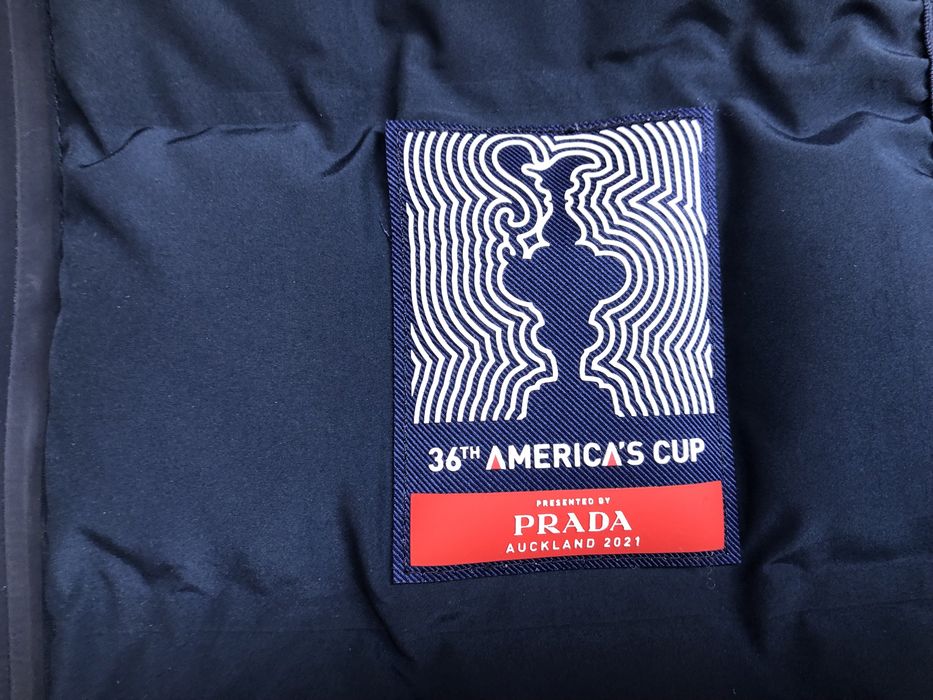 36TH AMERICA'S CUP
PRESENTED BY
PRADA
AUCKLAND 2021